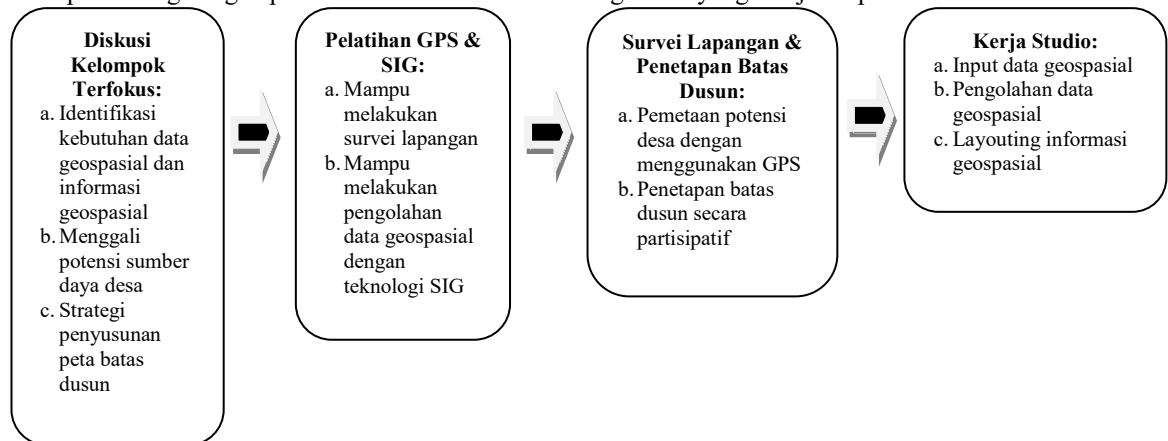 Diskusi
Kelompok
Terfokus:
a. Identifikasi
kebutuhan data
geospasial dan
informasi
geospasial
b. Menggali
potensi sumber
daya desa
c. Strategi
penyusunan
peta batas
dusun
Pelatihan GPS &
SIG:
a. Mampu
melakukan
survei lapangan
b. Mampu
melakukan
pengolahan
data geospasial
dengan
teknologi SIG
Survei Lapangan &
Penetapan Batas
Dusun:
a. Pemetaan potensi
desa dengan
menggunakan GPS
b. Penetapan batas
dusun secara
partisipatif
Kerja Studio:
a. Input data geospasial
b. Pengolahan data
geospasial
c. Layouting informasi
geospasial